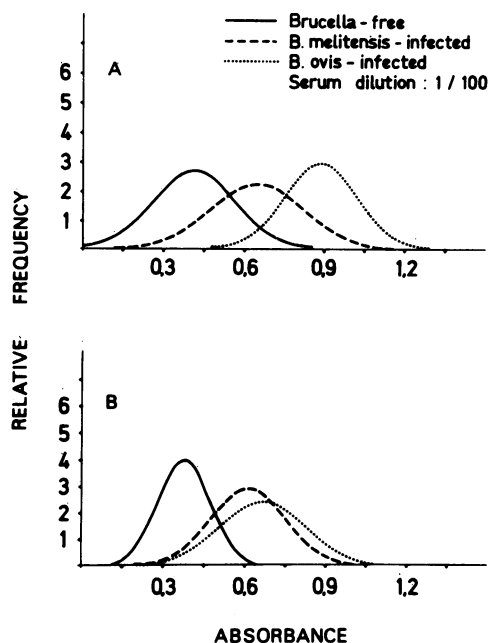 Brucella - free
B. melitensis - infected
B. ovis - infected
Serum dilution : 1 / 100
A
6
5
4
3
2
1
0,3 0,6 0,9 1,2
RELATIVE FREQUENCY
B
6
5
4
3
2
1
0,3 0,6 0,9 1,2
ABSORBANCE